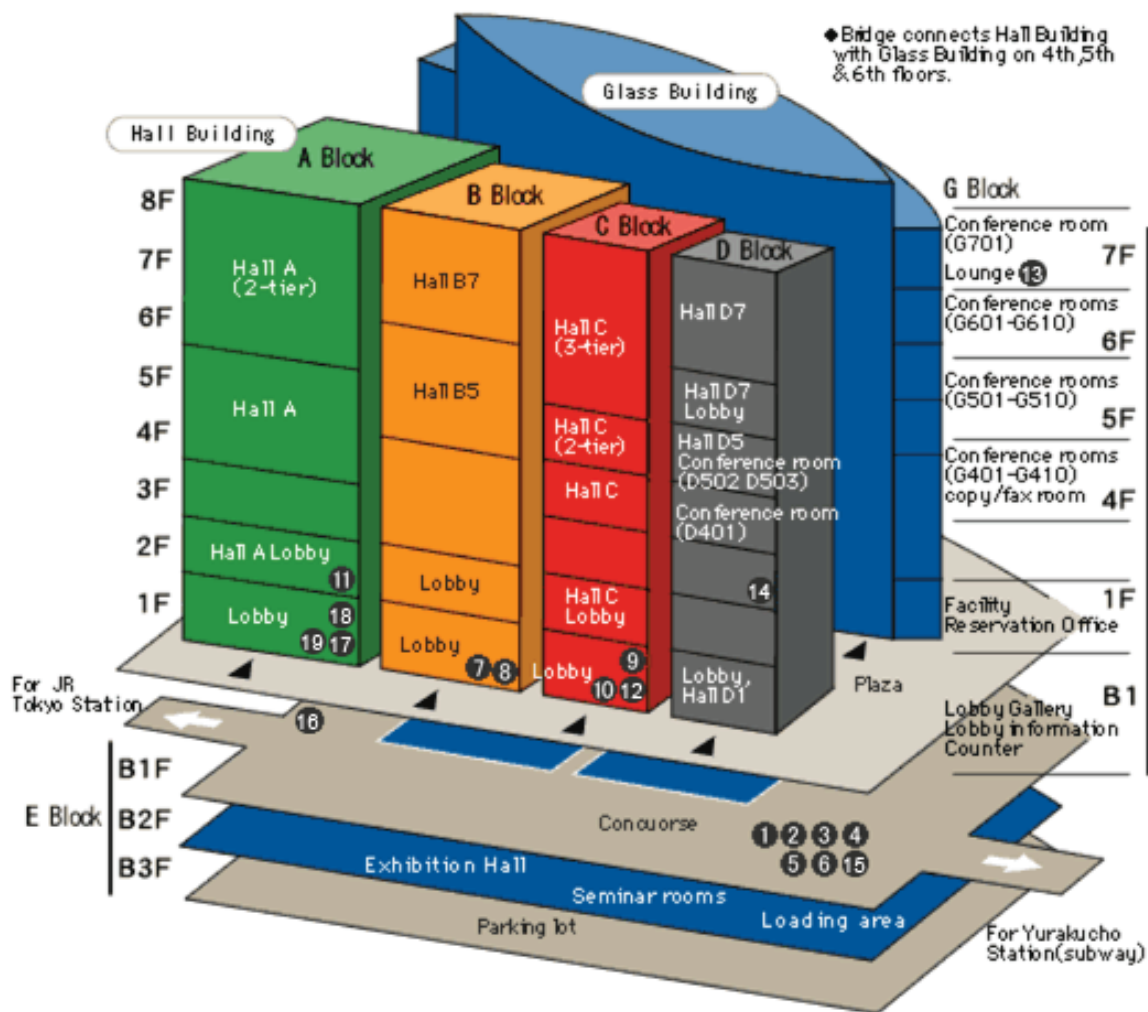 ◆Bridge connects Hall Building
with Glass Building on 4th,5th
& 6th floors.
Glass Building
Hall Building
A Block
B Block
C Block
D Block
G Block
8F
7F
6F
5F
4F
3F
2F
1F
Hall A
(2-tier)
Hall A
Hall A Lobby
11
Lobby
18
19 17
Hall B7
Hall B5
Lobby
Lobby
7 8
Hall C
(3-tier)
Hall C
(2-tier)
Hall C
Hall C
Lobby
Lobby
9
10 12
Hall D7
Hall D7
Lobby
Hall D5
Conference room
(D502 D503)
Conference room
(D401)
14
Lobby,
Hall D1
Conference room
(G701)
7F
Lounge 13
Conference rooms
(G601-G610)
6F
Conference rooms
(G501-G510)
5F
Conference rooms
(G401-G410)
copy/fax room
4F
1F
Facility
Reservation Office
B1
Lobby Gallery
Lobby information
Counter
Plaza
For JR
Tokyo Station
16
E Block
B1F
B2F
B3F
Concuorse
1 2 3 4
5 6 15
Exhibition Hall
Seminar rooms
Loading area
Parking lot
For Yurakucho
Station(subway)